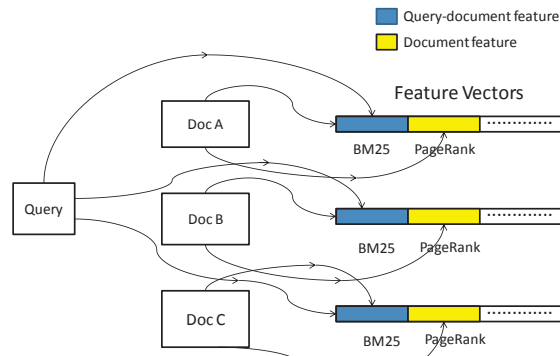 Query-document feature
Document feature
Feature Vectors
Doc A
BM25 PageRank
Query
Doc B
BM25 PageRank
Doc C
BM25 PageRank